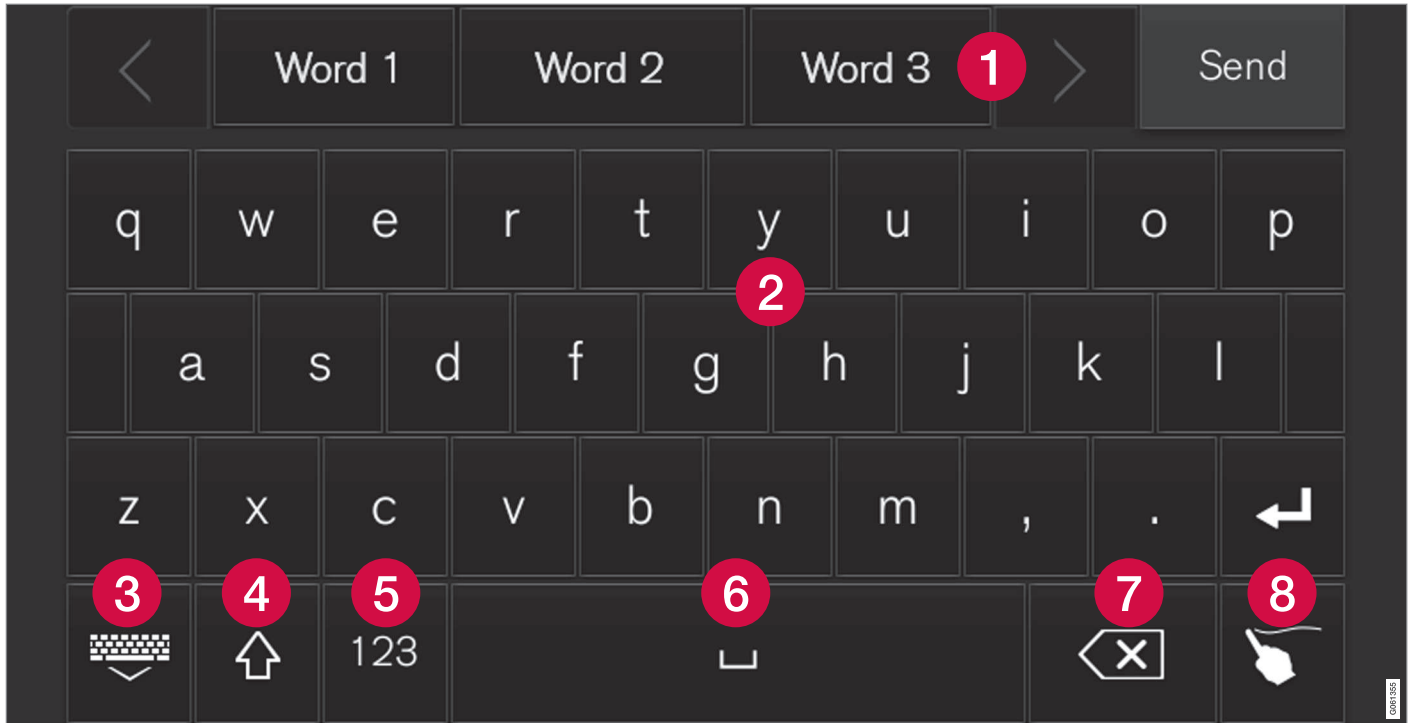 Word 1 Word 2 Word 3 1 Send
q w e r t y u i o p
2
a s d f g h j k l
z x c v b n m , .
3 4 5 6 7 8
123
G061355